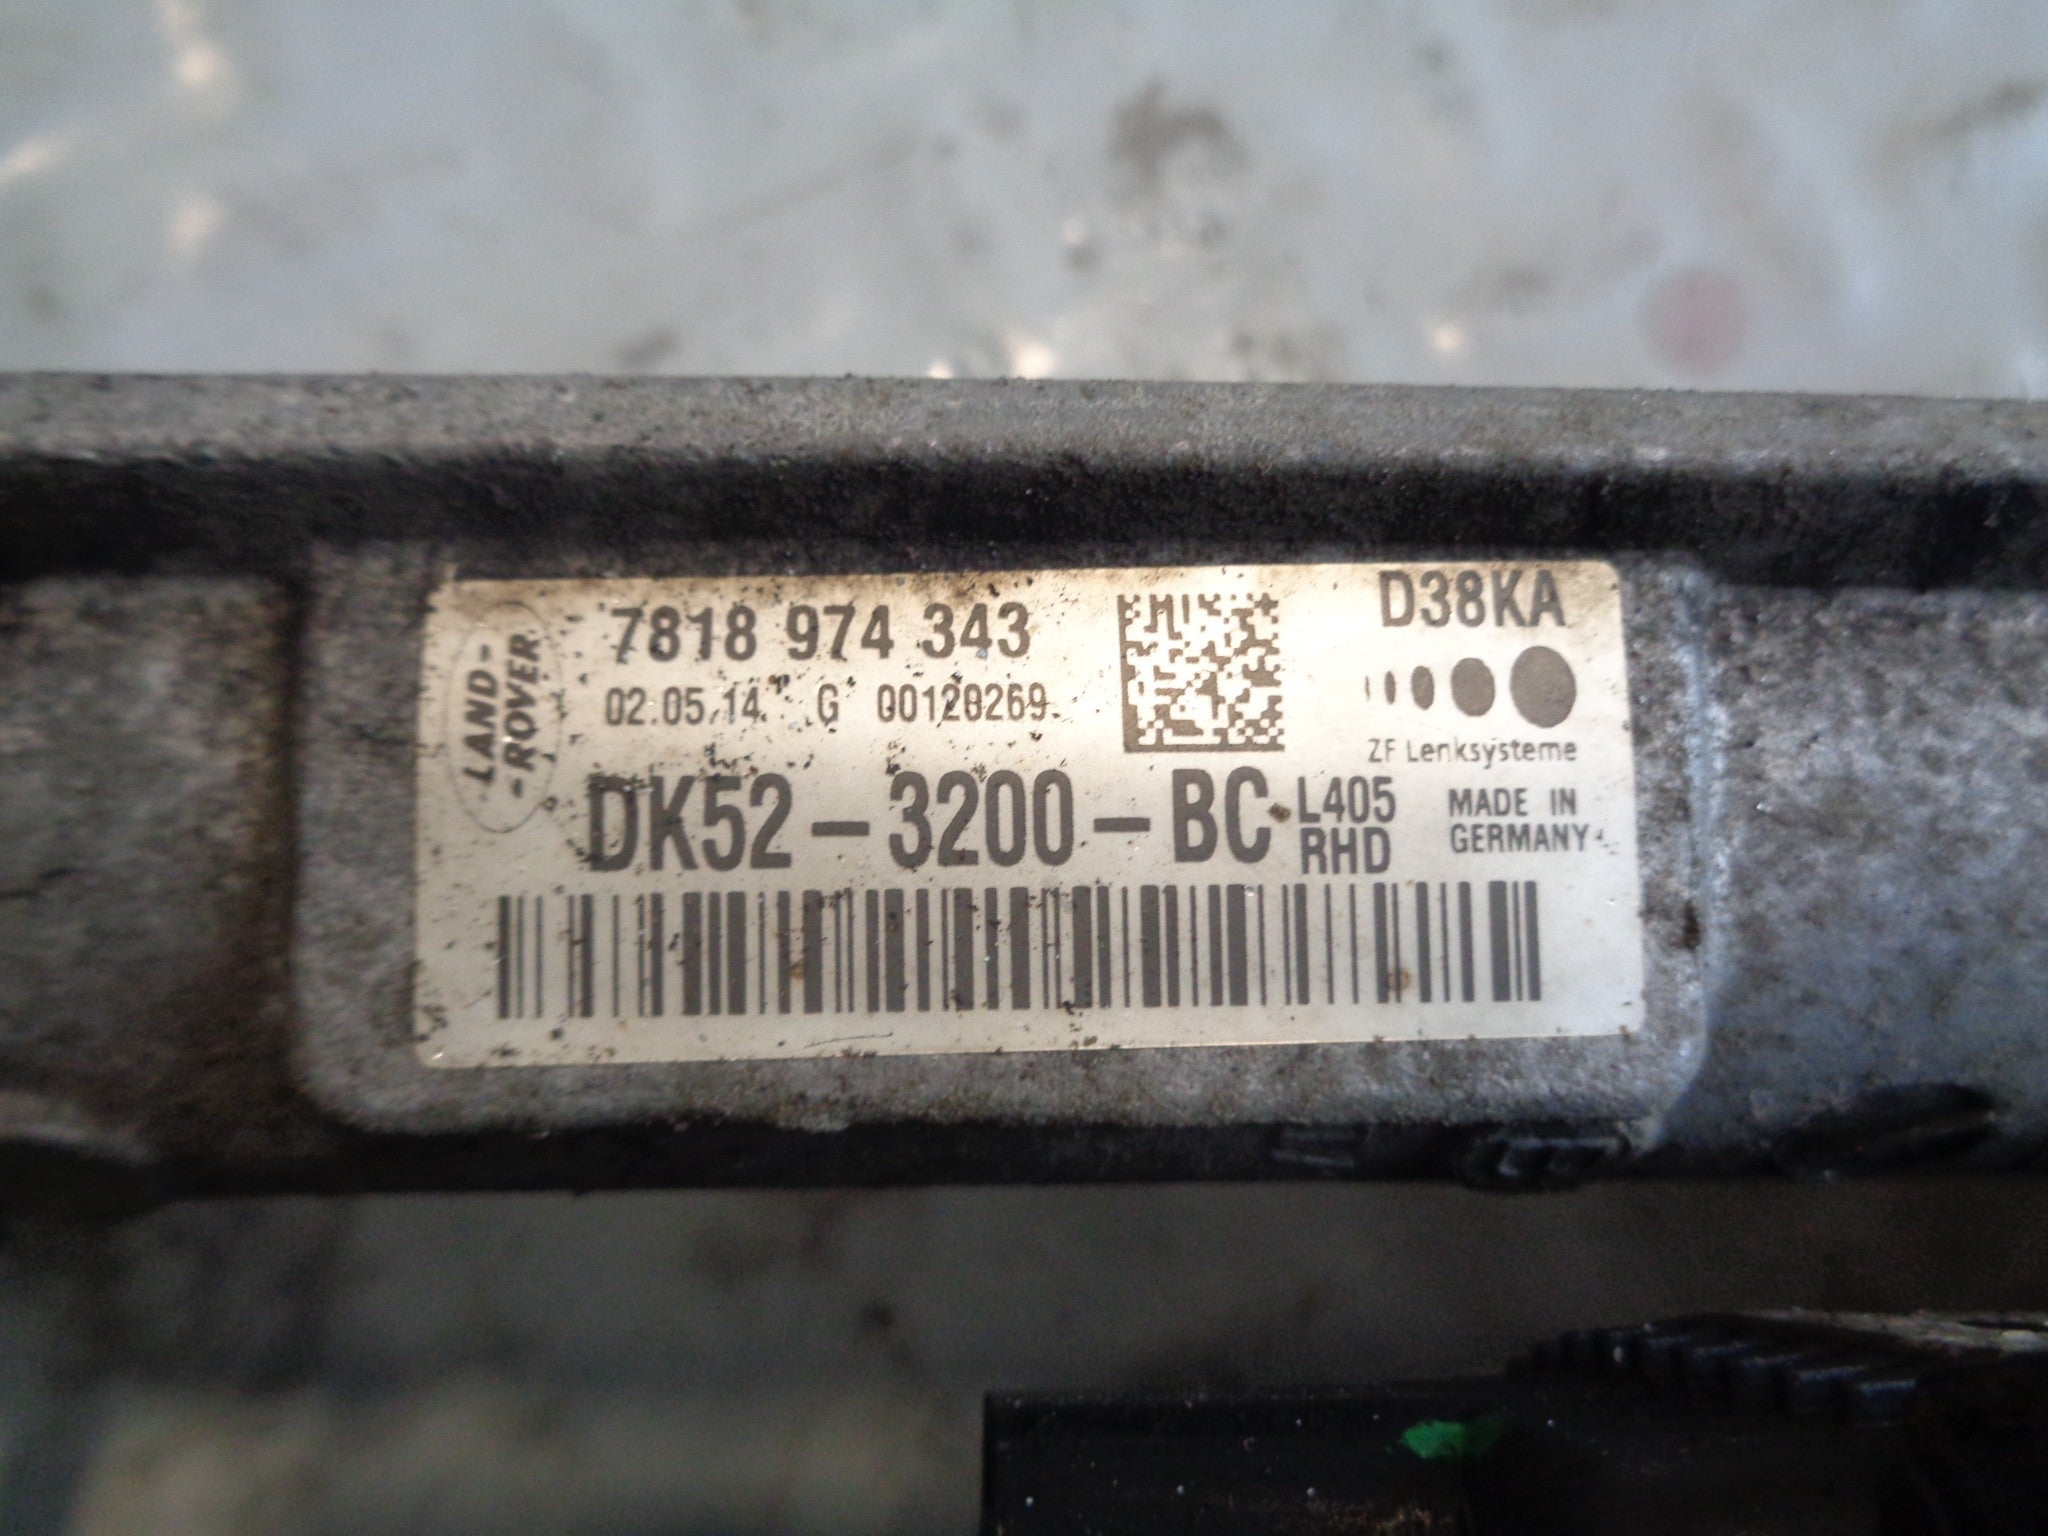 LAND-
-ROVER
7818 974 343
02.05.14 G 00120269
D38KA
ZF Lenksysteme
DK52-3200-BC
L405
RHD
MADE IN
GERMANY